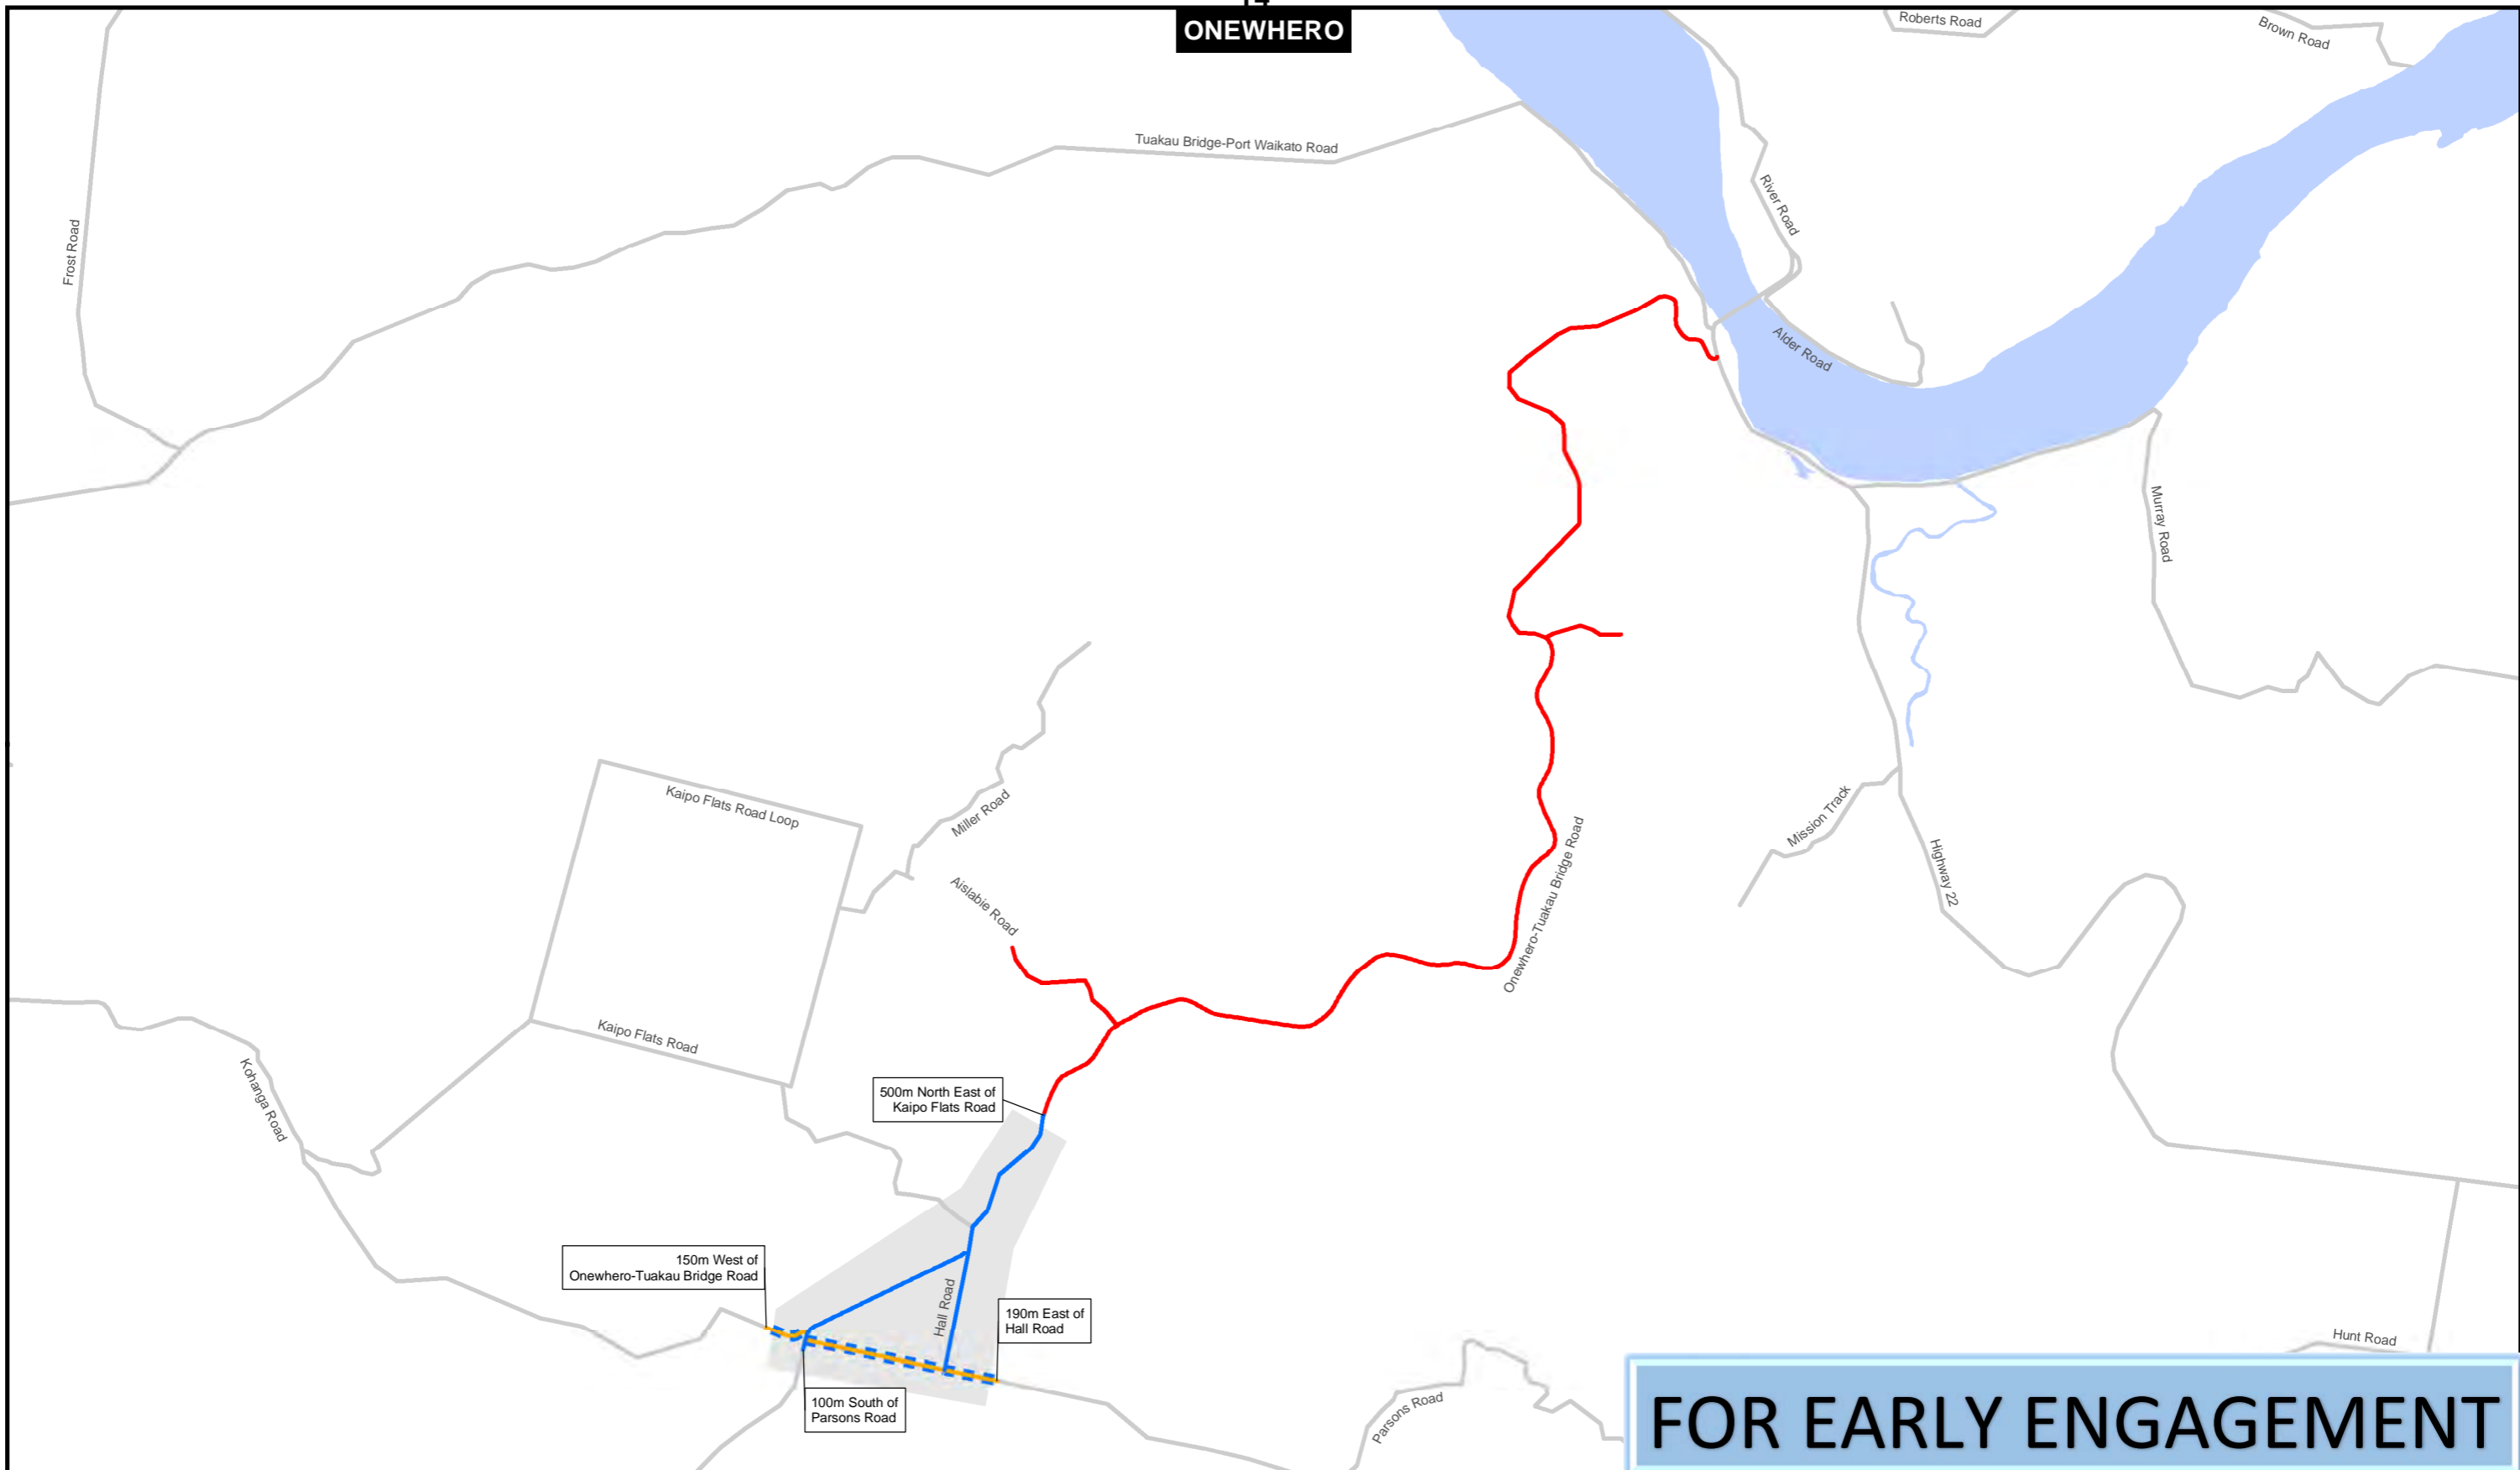 14
ONEWHERO
Roberts Road
Brown Road
Tuakau Bridge-Port Waikato Road
River Road
Frost Road
Alder Road
Murray Road
Kaipo Flats Road Loop
Miller Road
Mission Track
Onewhero-Tuakau Bridge Road
Highway 22
Aislabie Road
Kaipo Flats Road
Kohanga Road
500m North East of
Kaipo Flats Road
150m West of
Onewhero-Tuakau Bridge Road
Hall Road
190m East of
Hall Road
Hunt Road
100m South of
Parsons Road
Parsons Road
FOR EARLY ENGAGEMENT